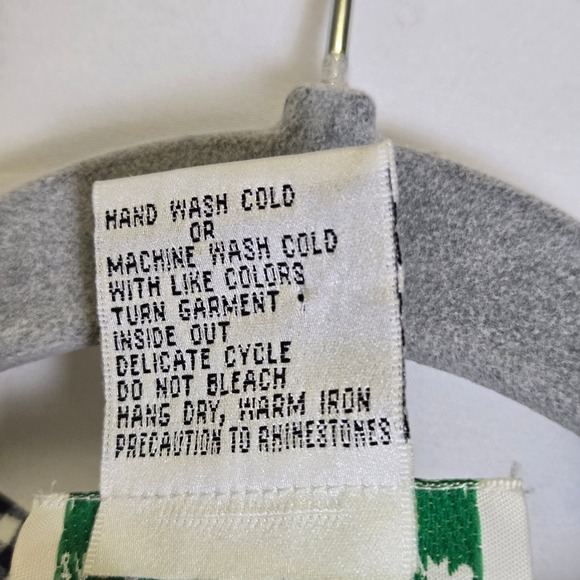 HAND WASH COLD
OR
MACHINE WASH COLD
WITH LIKE COLORS
TURN GARMENT
INSIDE OUT
DELICATE CYCLE
DO NOT BLEACH
HANG DRY, WARM IRON
PRECAUTION TO RHINESTONES